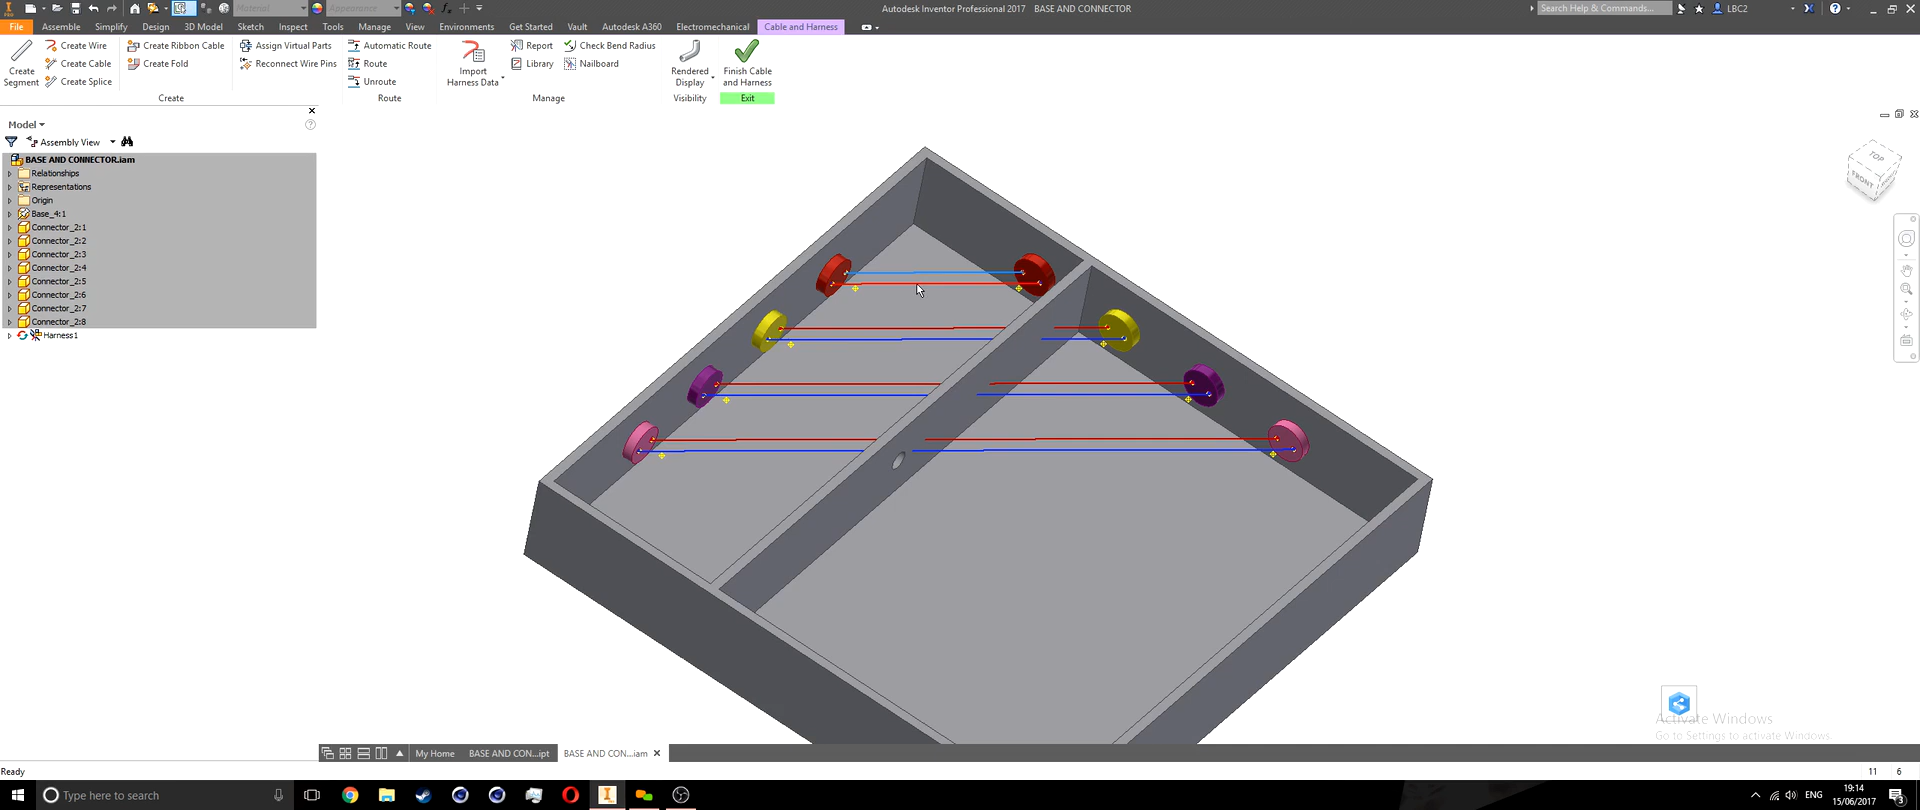 PRO
Material
Appearance
Autodesk Inventor Professional 2017 BASE AND CONNECTOR
Search Help & Commands...
LBC2
File
Assembly
Simplify
Design
3D Model
Sketch
Inspect
Tools
Manage
View
Environments
Get Started
Vault
Autodesk A360
Electromechanical
Cable and Harness
Create Segment
Create Wire
Create Cable
Create Splice
Create Ribbon Cable
Create Fold
Create
Assign Virtual Parts
Reconnect Wire Pins
Automatic Route
Route
Unroute
Route
Import Harness Data
Report
Library
Check Bend Radius
Nailboard
Manage
Rendered Display
Visibility
Finish Cable and Harness
Exit
Model
Assembly View
BASE AND CONNECTOR.iam
Relationships
Representations
Origin
Base_4:1
Connector_2:1
Connector_2:2
Connector_2:3
Connector_2:4
Connector_2:5
Connector_2:6
Connector_2:7
Connector_2:8
Harness1
TOP
FRONT
Activate Windows
Go to Settings to activate Windows.
My Home
BASE AND CON...ipt
BASE AND CON...iam
Ready
11 6
Type here to search
ENG
19:14
15/06/2017
3